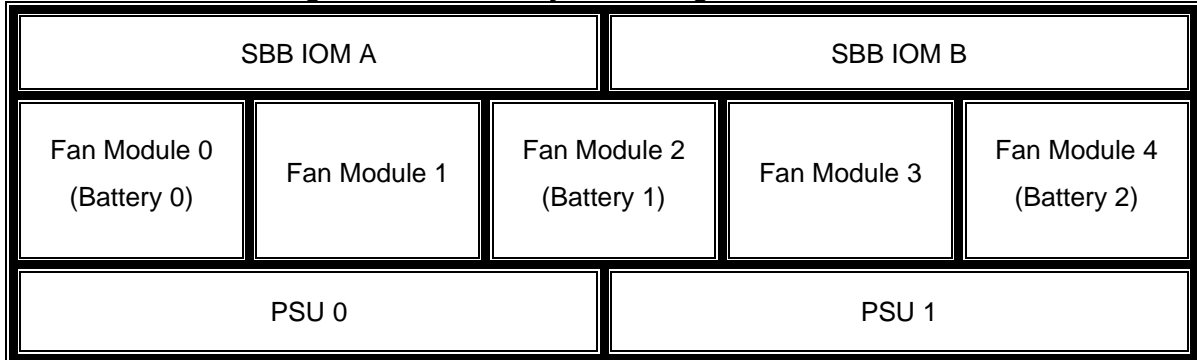 SBB IOM A
SBB IOM B
Fan Module 0
(Battery 0)
Fan Module 1
Fan Module 2
(Battery 1)
Fan Module 3
Fan Module 4
(Battery 2)
PSU 0
PSU 1